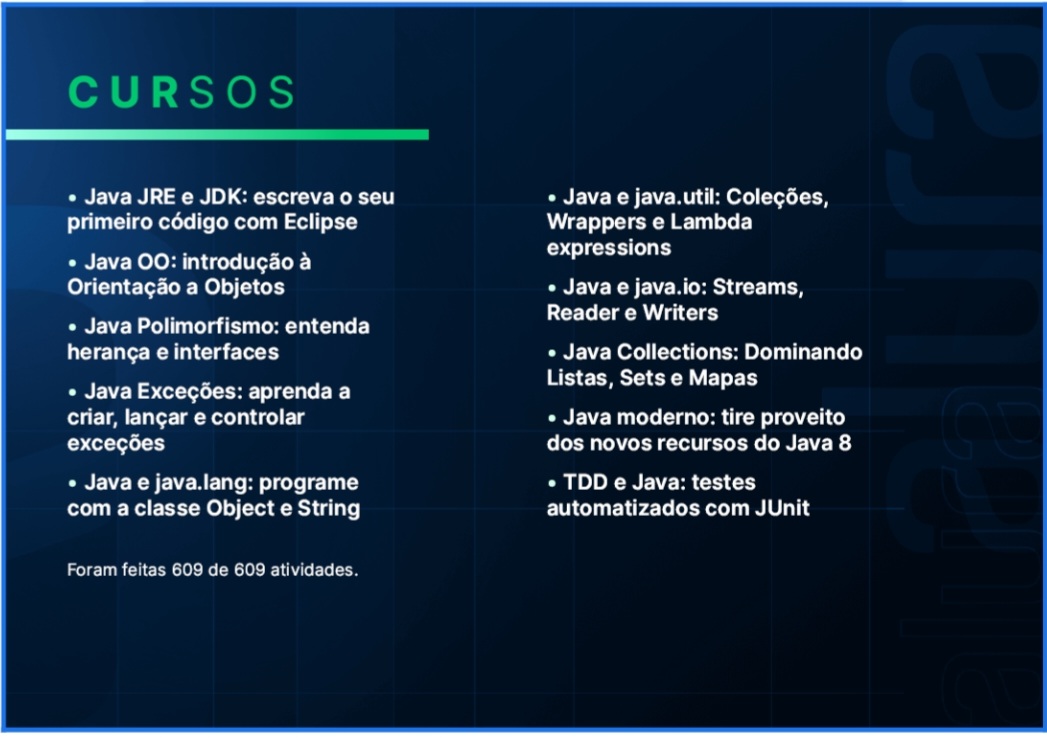 CURSOS
• Java JRE e JDK: escreva o seu
primeiro código com Eclipse
• Java OO: introdução à
Orientação a Objetos
• Java Polimorfismo: entenda
herança e interfaces
• Java Exceções: aprenda a
criar, lançar e controlar
exceções
• Java e java.lang: programe
com a classe Object e String
Foram feitas 609 de 609 atividades.
• Java e java.util: Coleções,
Wrappers e Lambda
expressions
• Java e java.io: Streams,
Reader e Writers
• Java Collections: Dominando
Listas, Sets e Mapas
• Java moderno: tire proveito
dos novos recursos do Java 8
• TDD e Java: testes
automatizados com JUnit
alura
alura